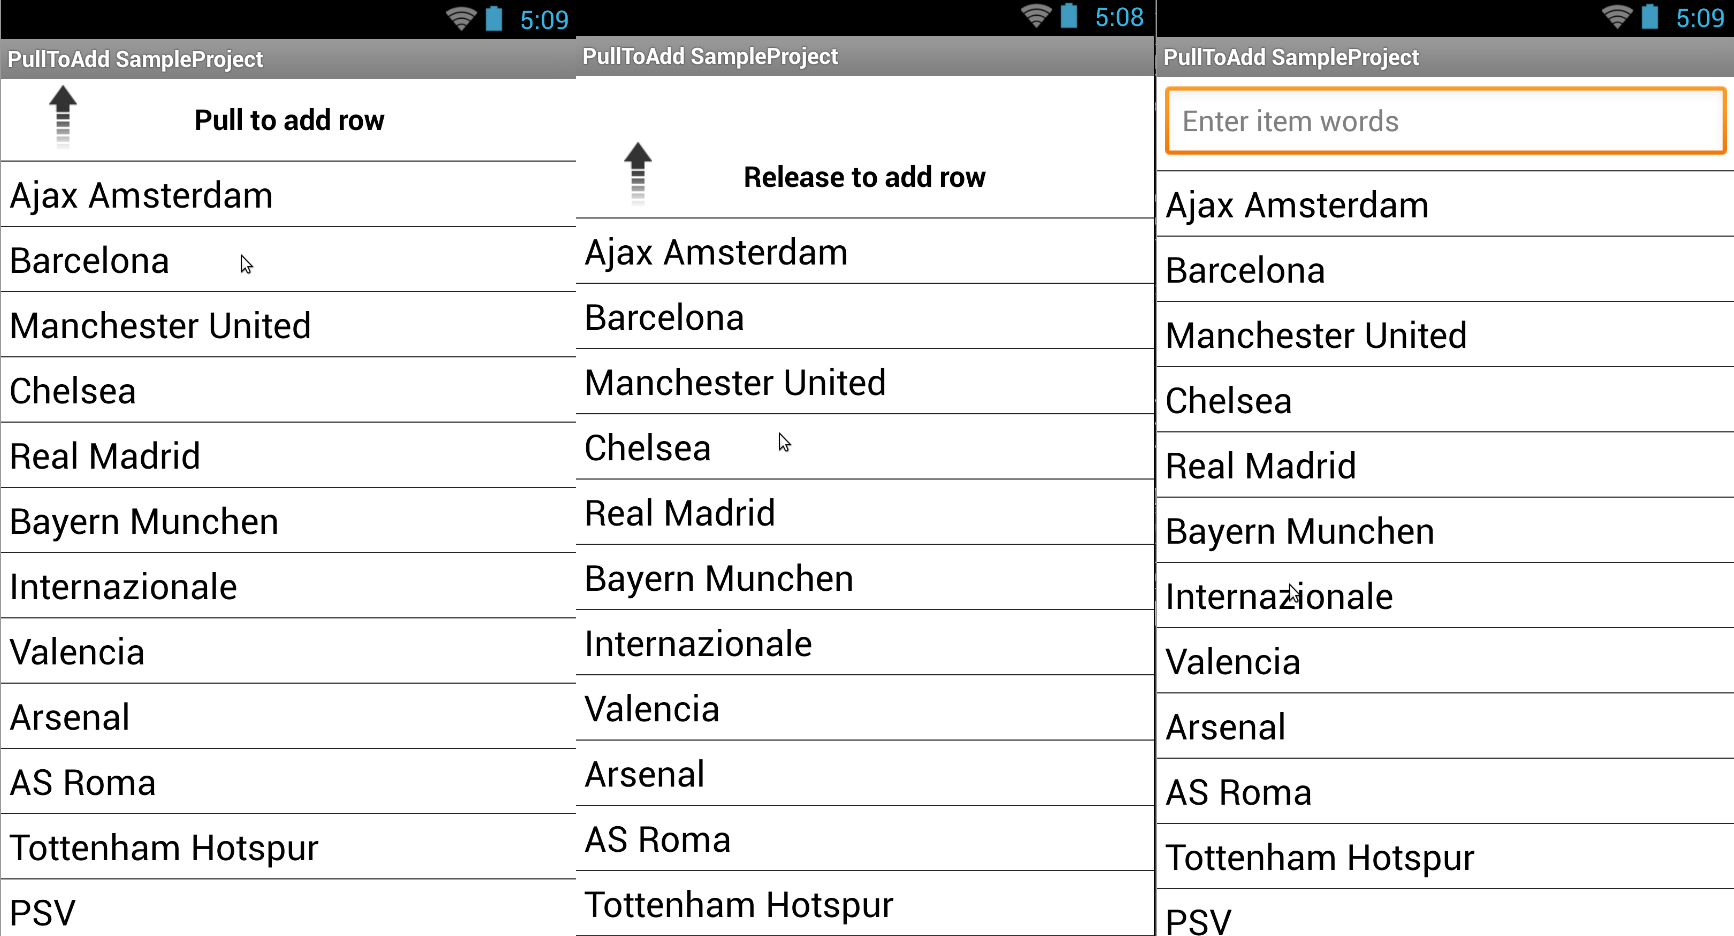 5:09
PullToAdd SampleProject
Pull to add row
Ajax Amsterdam
Barcelona
Manchester United
Chelsea
Real Madrid
Bayern Munchen
Internazionale
Valencia
Arsenal
AS Roma
Tottenham Hotspur
PSV
5:08
PullToAdd SampleProject
Release to add row
Ajax Amsterdam
Barcelona
Manchester United
Chelsea
Real Madrid
Bayern Munchen
Internazionale
Valencia
Arsenal
AS Roma
Tottenham Hotspur
5:09
PullToAdd SampleProject
Enter item words
Ajax Amsterdam
Barcelona
Manchester United
Chelsea
Real Madrid
Bayern Munchen
Internazionale
Valencia
Arsenal
AS Roma
Tottenham Hotspur
PSV